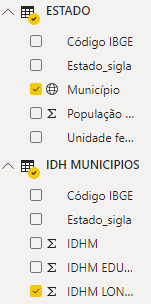 ESTADO
Código IBGE
Estado_sigla
Município
População ...
Unidade fe...
IDH MUNICIPIOS
Código IBGE
Estado_sigla
IDHM
IDHM EDU...
IDHM LON...